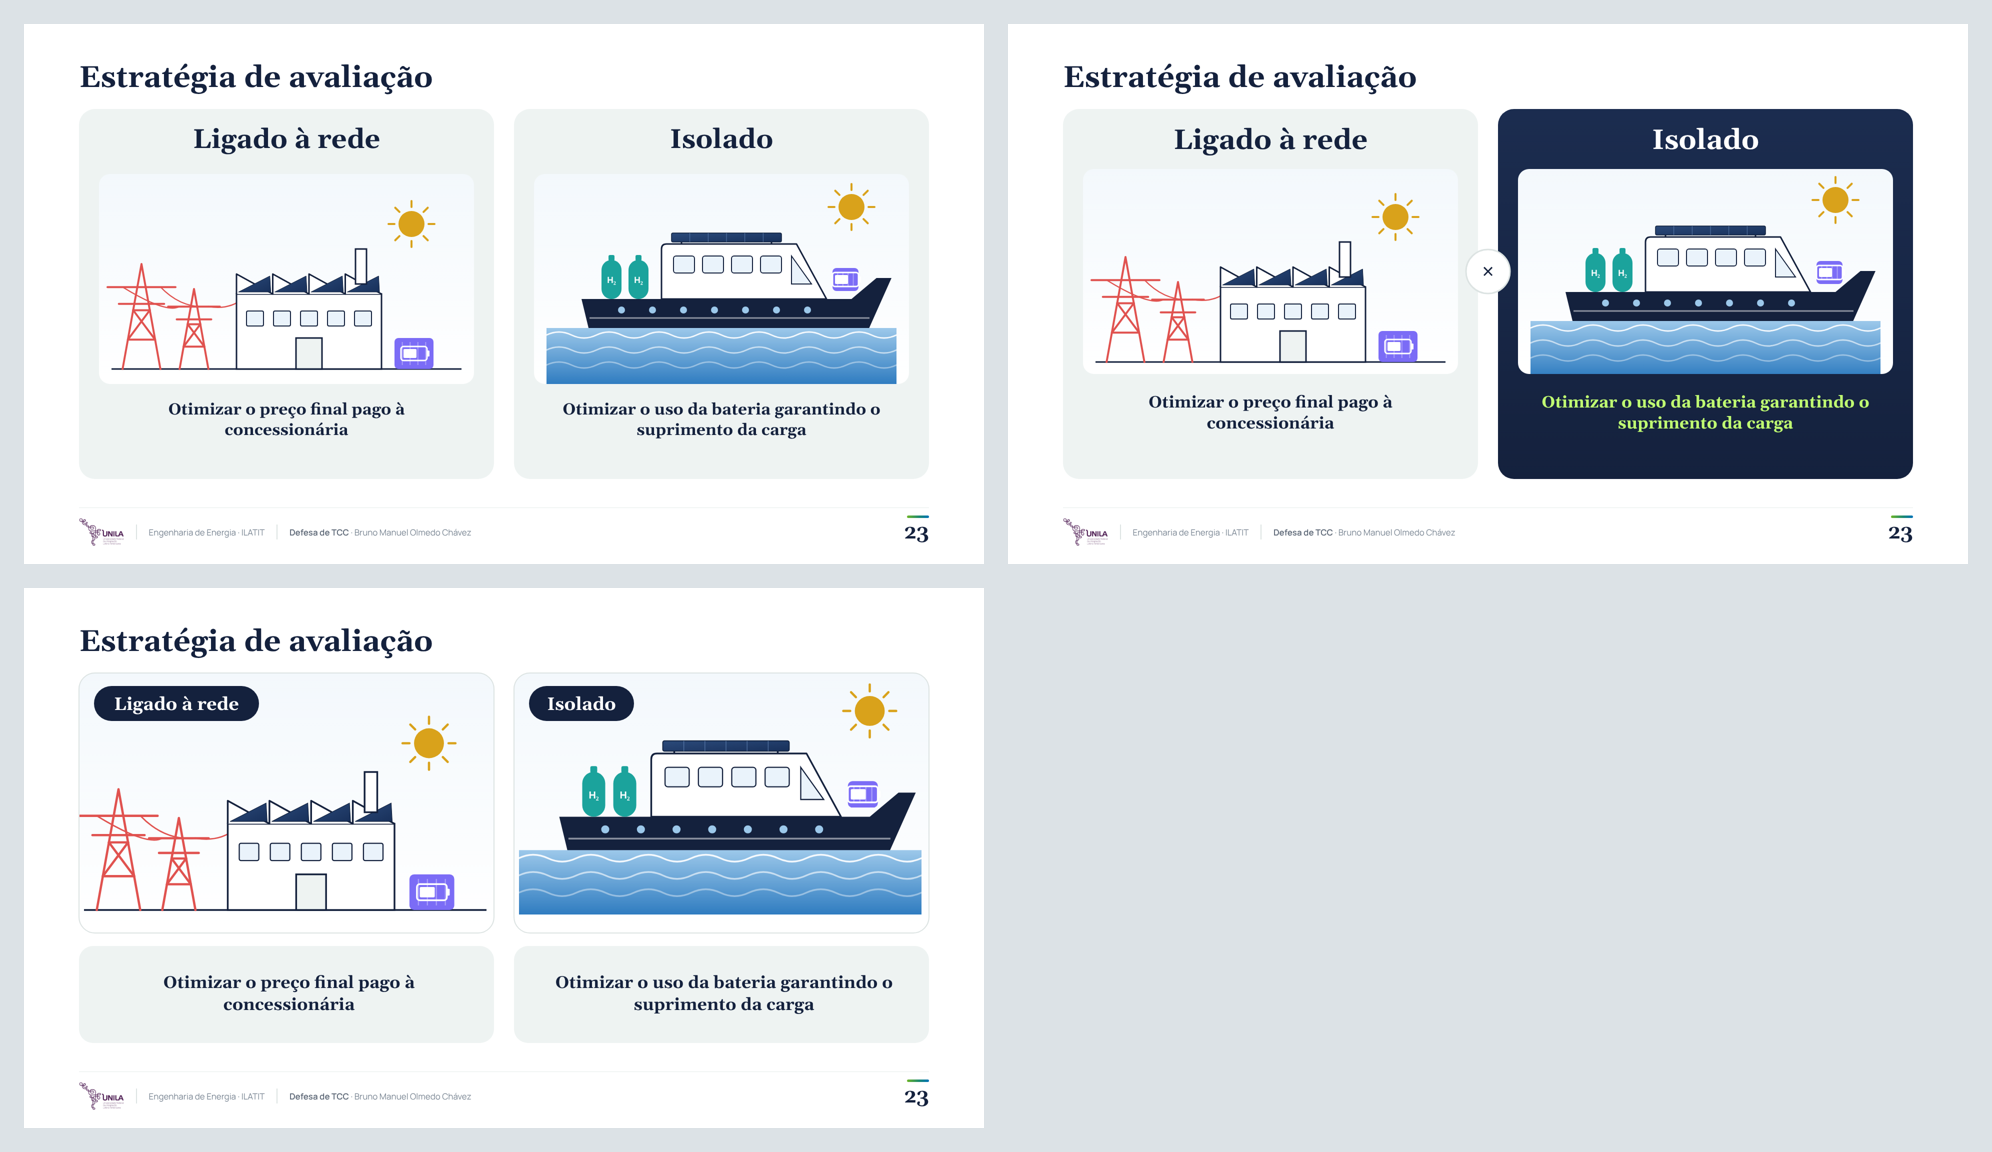 Estratégia de avaliação
Ligado à rede
Otimizar o preço final pago à
concessionária
Isolado
H₂ H₂
Otimizar o uso da bateria garantindo o
suprimento da carga
UNILA
Engenharia de Energia · ILATIT
Defesa de TCC · Bruno Manuel Olmedo Chávez
23
Estratégia de avaliação
Ligado à rede
Otimizar o preço final pago à
concessionária
×
Isolado
H₂ H₂
Otimizar o uso da bateria garantindo o
suprimento da carga
UNILA
Engenharia de Energia · ILATIT
Defesa de TCC · Bruno Manuel Olmedo Chávez
23
Estratégia de avaliação
Ligado à rede
Otimizar o preço final pago à
concessionária
Isolado
H₂ H₂
Otimizar o uso da bateria garantindo o
suprimento da carga
UNILA
Engenharia de Energia · ILATIT
Defesa de TCC · Bruno Manuel Olmedo Chávez
23